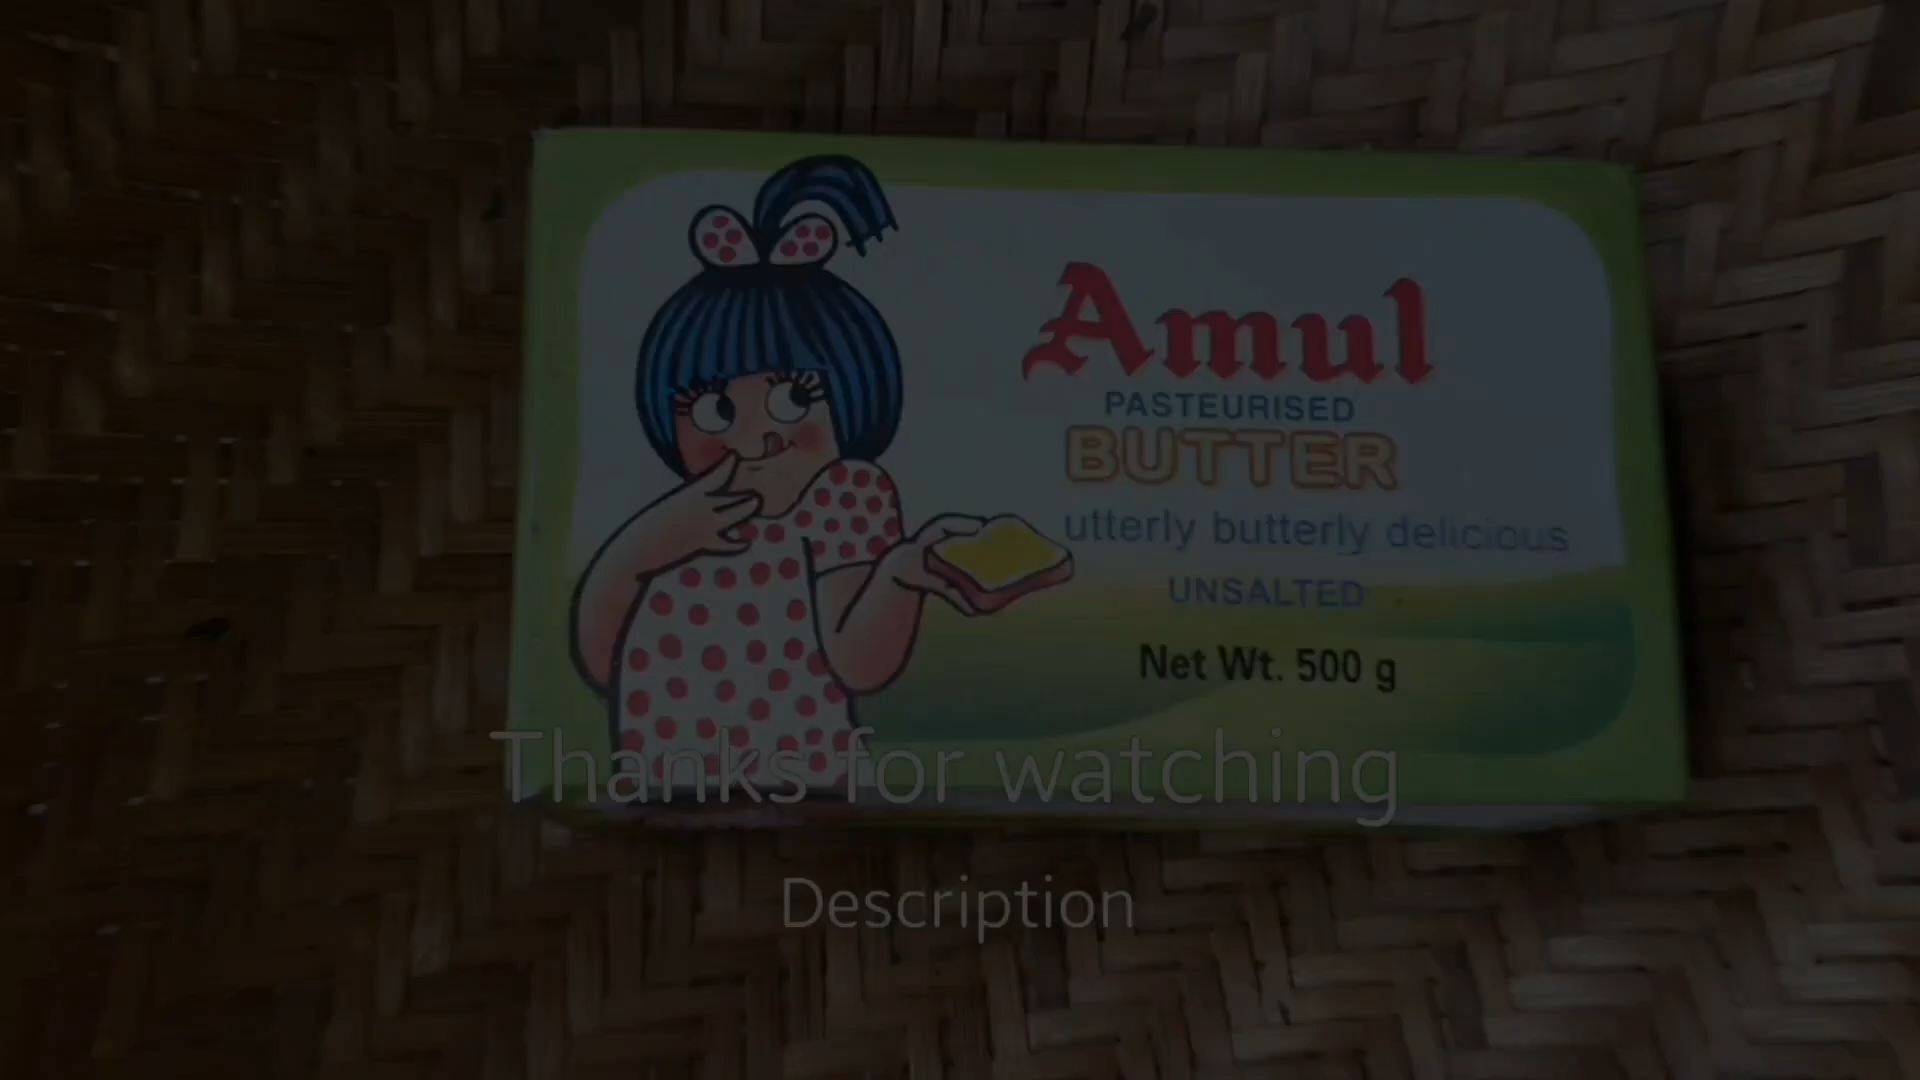 Amul
PASTEURISED
BUTTER
utterly butterly delicious
UNSALTED
Net Wt. 500 g
Thanks for watching
Description